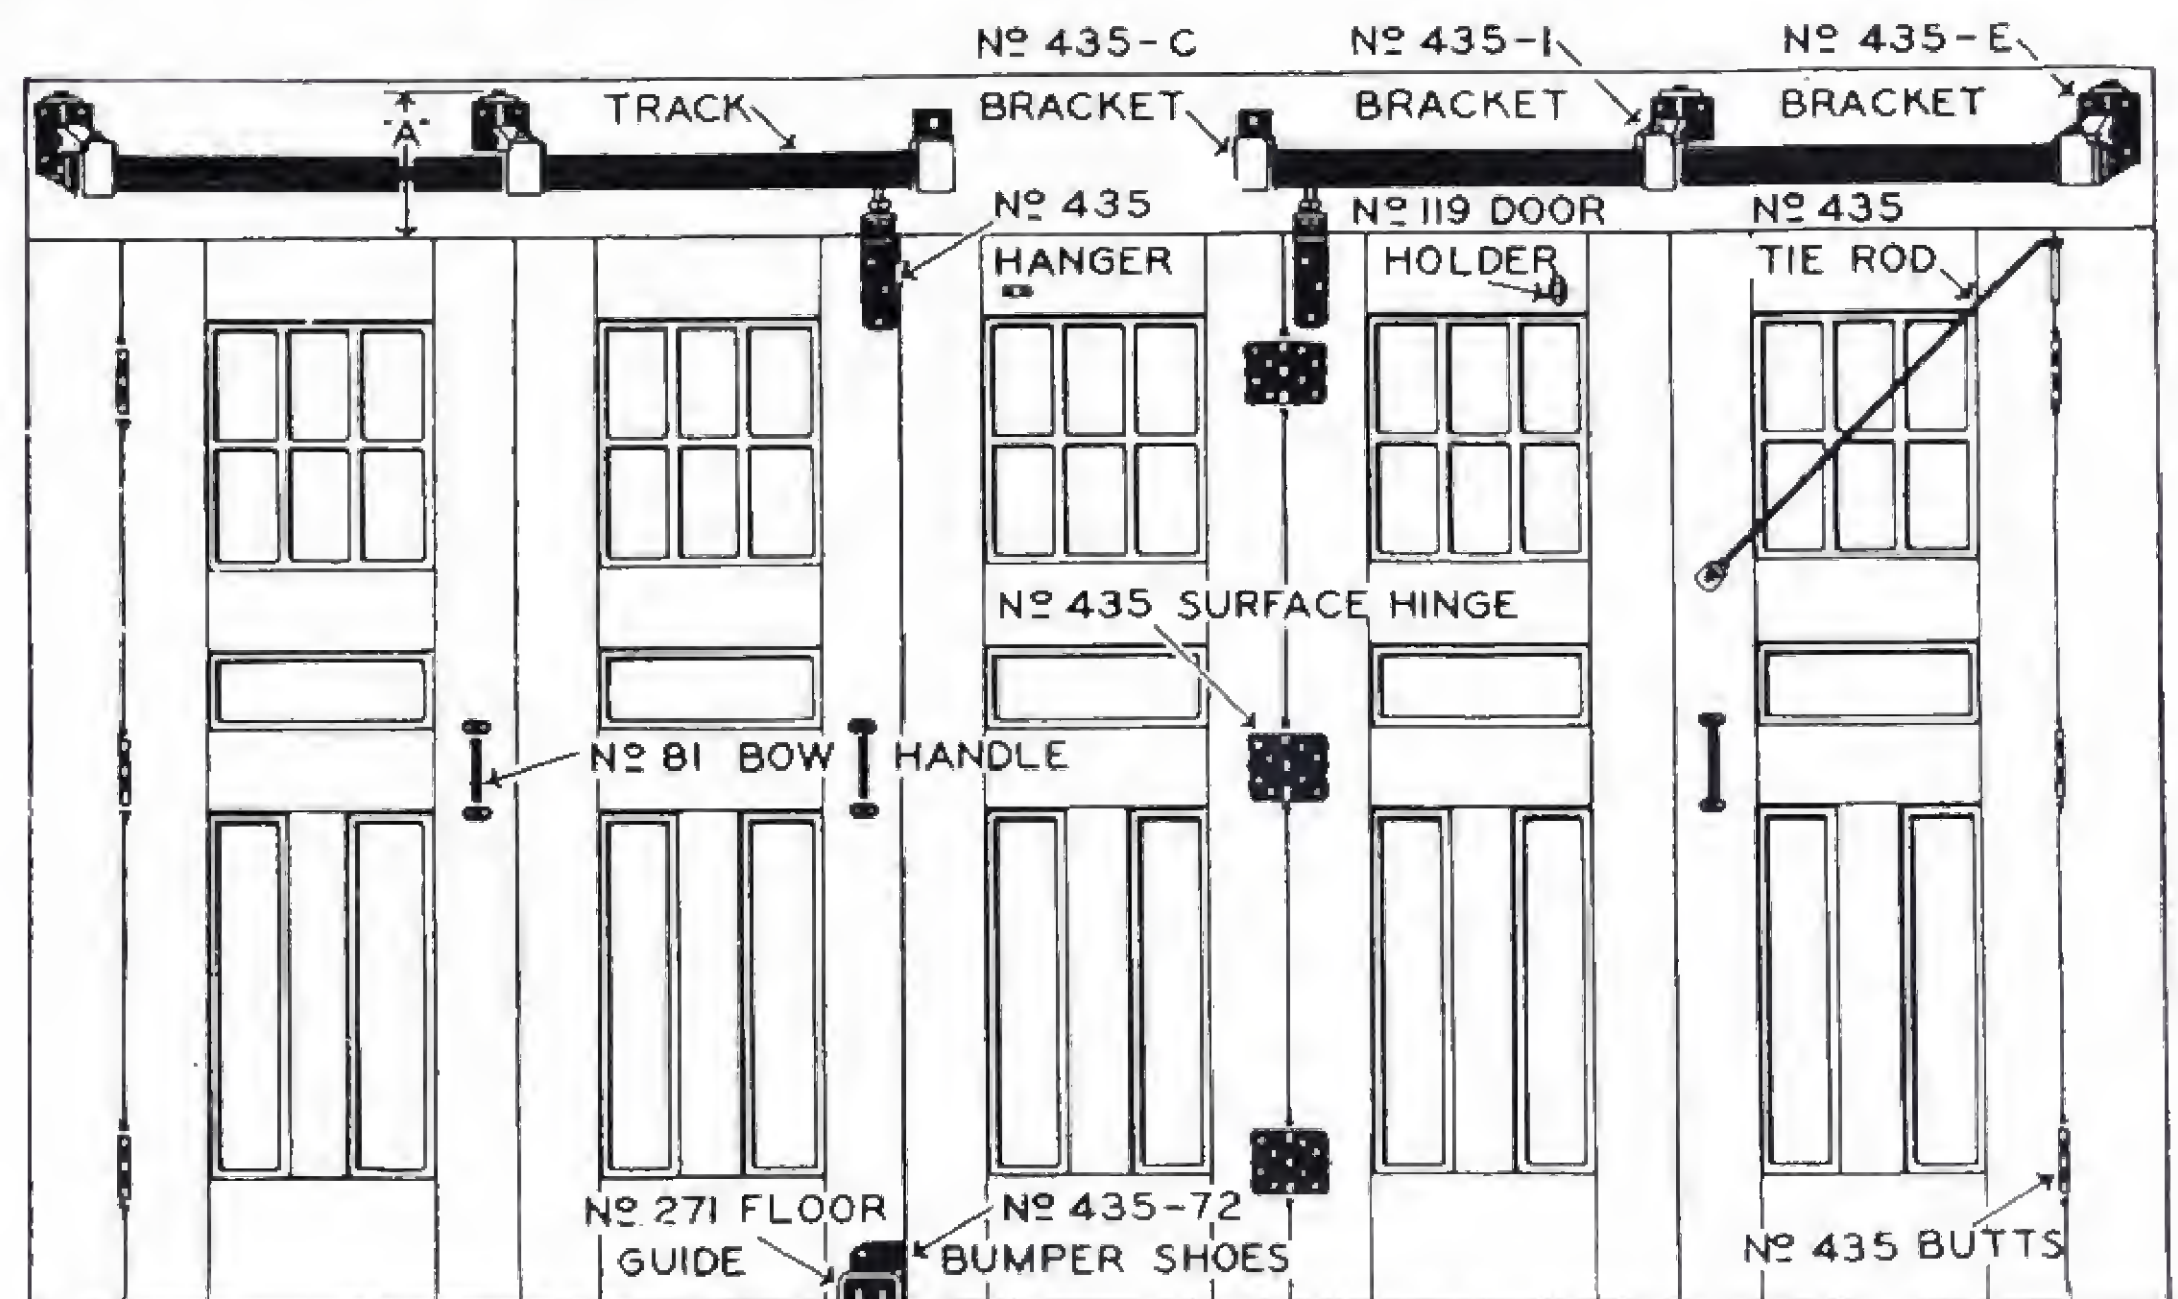 Nº 435-C
BRACKET
Nº 435-I
BRACKET
Nº 435-E
BRACKET
"A"
TRACK
Nº 435
HANGER
Nº 119 DOOR
HOLDER
Nº 435
TIE ROD
Nº 435 SURFACE HINGE
Nº 81 BOW HANDLE
Nº 271 FLOOR
GUIDE
Nº 435-72
BUMPER SHOES
Nº 435 BUTTS